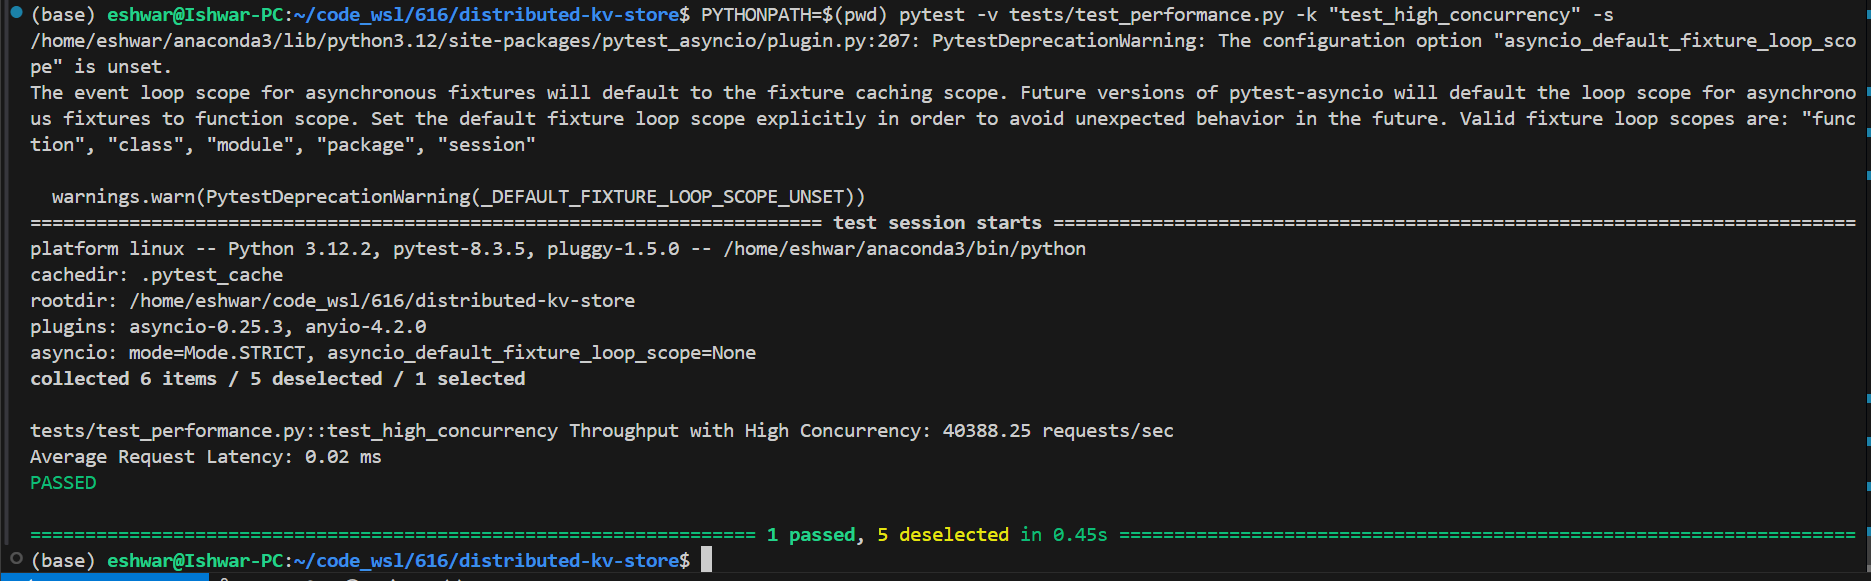 (base) eshwar@Ishwar-PC:~/code_wsl/616/distributed-kv-store$ PYTHONPATH=$(pwd) pytest -v tests/test_performance.py -k "test_high_concurrency" -s
/home/eshwar/anaconda3/lib/python3.12/site-packages/pytest_asyncio/plugin.py:207: PytestDeprecationWarning: The configuration option "asyncio_default_fixture_loop_sco
pe" is unset.
The event loop scope for asynchronous fixtures will default to the fixture caching scope. Future versions of pytest-asyncio will default the loop scope for asynchrono
us fixtures to function scope. Set the default fixture loop scope explicitly in order to avoid unexpected behavior in the future. Valid fixture loop scopes are: "func
tion", "class", "module", "package", "session"
  warnings.warn(PytestDeprecationWarning(_DEFAULT_FIXTURE_LOOP_SCOPE_UNSET))
======================================================================== test session starts =========================================================================
platform linux -- Python 3.12.2, pytest-8.3.5, pluggy-1.5.0 -- /home/eshwar/anaconda3/bin/python
cachedir: .pytest_cache
rootdir: /home/eshwar/code_wsl/616/distributed-kv-store
plugins: asyncio-0.25.3, anyio-4.2.0
asyncio: mode=Mode.STRICT, asyncio_default_fixture_loop_scope=None
collected 6 items / 5 deselected / 1 selected
tests/test_performance.py::test_high_concurrency Throughput with High Concurrency: 40388.25 requests/sec
Average Request Latency: 0.02 ms
PASSED
================================================================== 1 passed, 5 deselected in 0.45s ===================================================================
(base) eshwar@Ishwar-PC:~/code_wsl/616/distributed-kv-store$